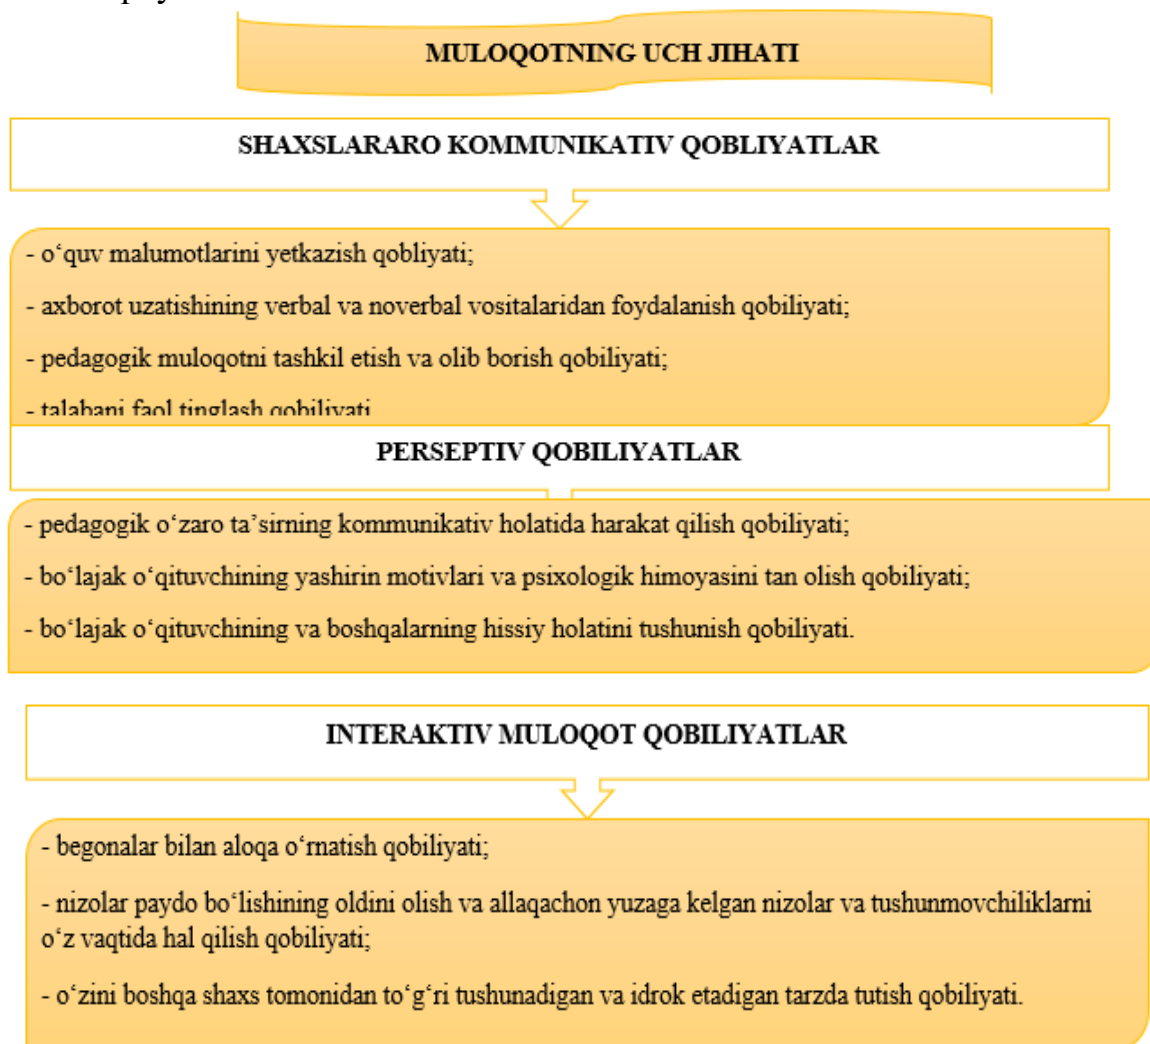 MULOQOTNING UCH JIHATI
SHAXSLARARO KOMMUNIKATIV QOBLIYATLAR
- o‘quv malumotlarini yetkazish qobliyati;
- axborot uzatishining verbal va noverbal vositalaridan foydalanish qobiliyati;
- pedagogik muloqotni tashkil etish va olib borish qobiliyati;
- talabani faol tinglash qobiliyati
PERSEPTIV QOBILIYATLAR
- pedagogik o‘zaro ta’sirning kommunikativ holatida harakat qilish qobiliyati;
- bo‘lajak o‘qituvchining yashirin motivlari va psixologik himoyasini tan olish qobiliyati;
- bo‘lajak o‘qituvchining va boshqalarning hissiy holatini tushunish qobiliyati.
INTERAKTIV MULOQOT QOBILIYATLAR
- begonalar bilan aloqa o‘rnatish qobiliyati;
- nizolar paydo bo‘lishining oldini olish va allaqachon yuzaga kelgan nizolar va tushunmovchiliklarni
o‘z vaqtida hal qilish qobiliyati;
- o‘zini boshqa shaxs tomonidan to‘g‘ri tushunadigan va idrok etadigan tarzda tutish qobiliyati.